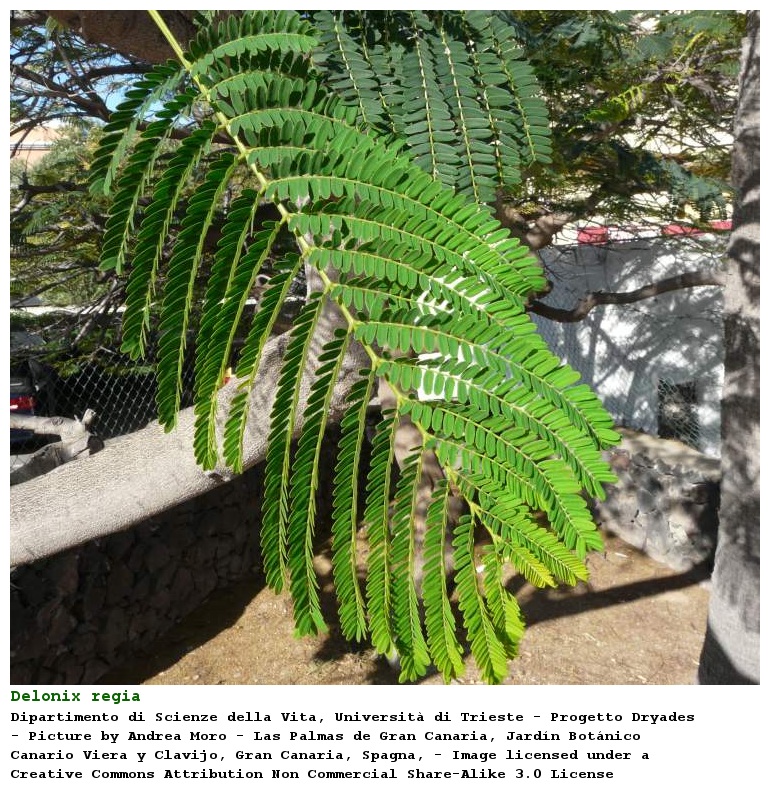 Delonix regia
Dipartimento di Scienze della Vita, Università di Trieste - Progetto Dryades
- Picture by Andrea Moro - Las Palmas de Gran Canaria, Jardín Botánico
Canario Viera y Clavijo, Gran Canaria, Spagna, - Image licensed under a
Creative Commons Attribution Non Commercial Share-Alike 3.0 License